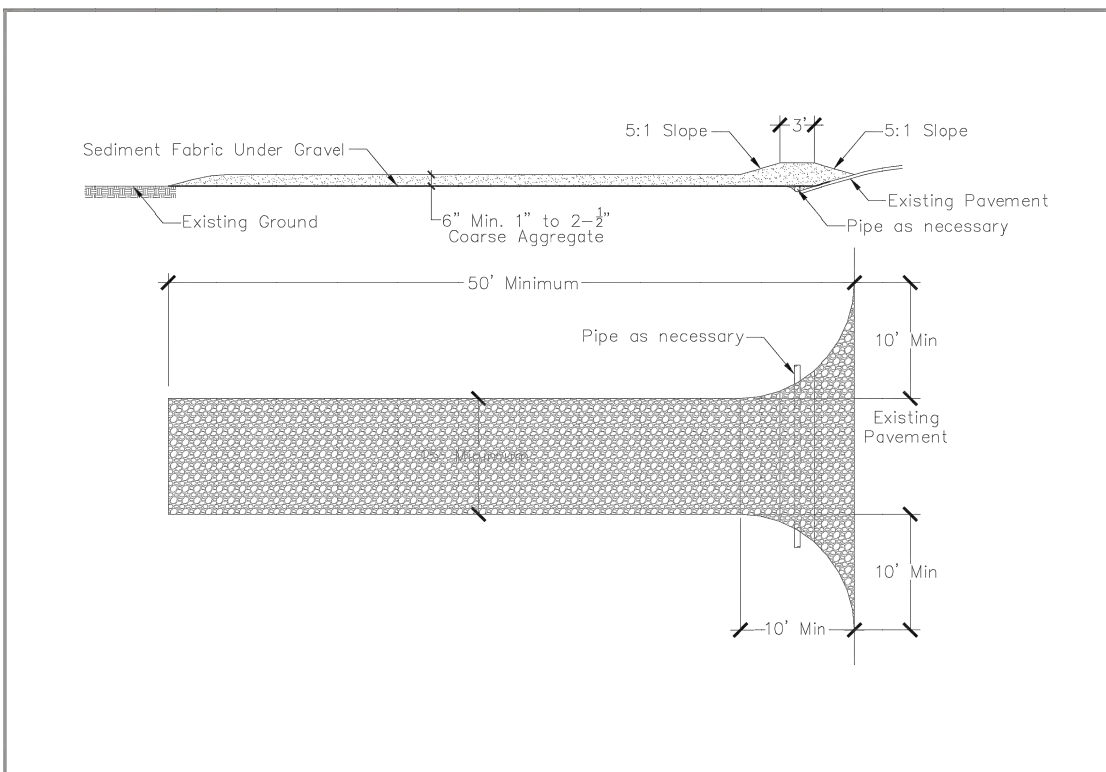 3'
5:1 Slope
5:1 Slope
Sediment Fabric Under Gravel
Existing Pavement
Existing Ground
6" Min. 1" to 2-1/2"
Coarse Aggregate
Pipe as necessary
50' Minimum
Pipe as necessary
10' Min
Existing
Pavement
Minimum
10' Min
10' Min